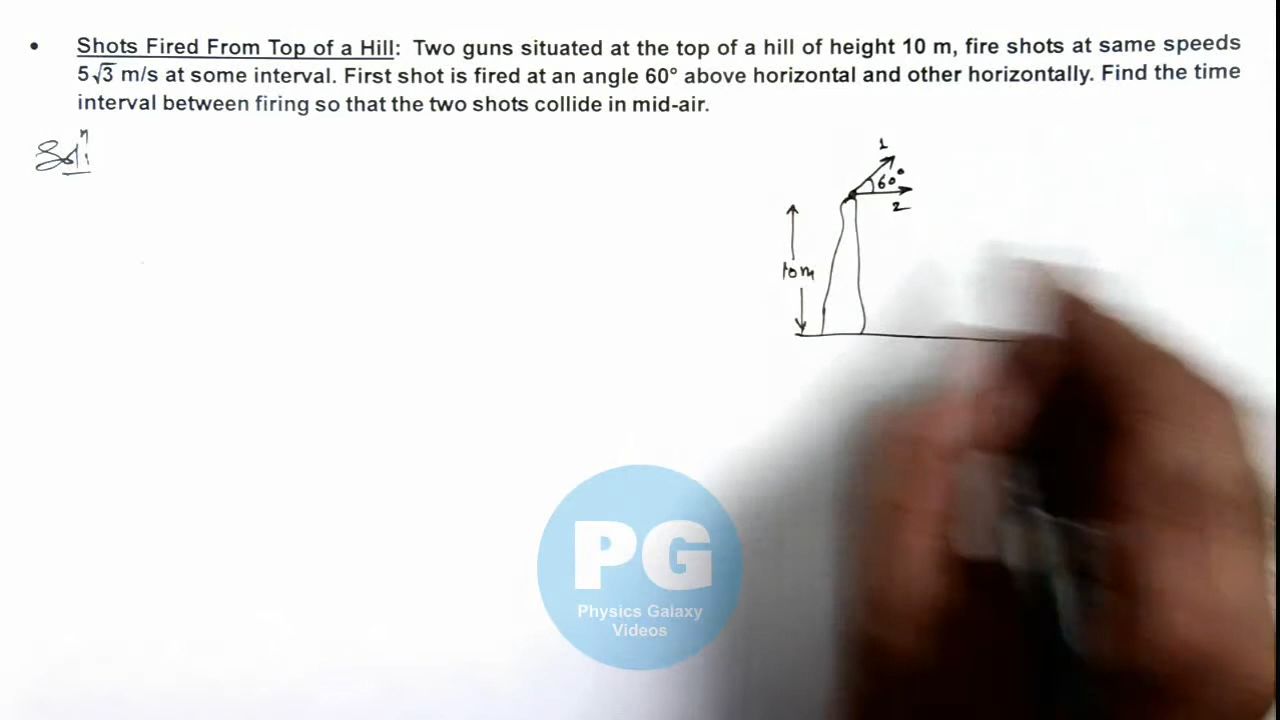 • Shots Fired From Top of a Hill: Two guns situated at the top of a hill of height 10 m, fire shots at same speeds
5√3 m/s at some interval. First shot is fired at an angle 60° above horizontal and other horizontally. Find the time
interval between firing so that the two shots collide in mid-air.
Solⁿ:
1
60°
2
10m
PG
Physics Galaxy
Videos